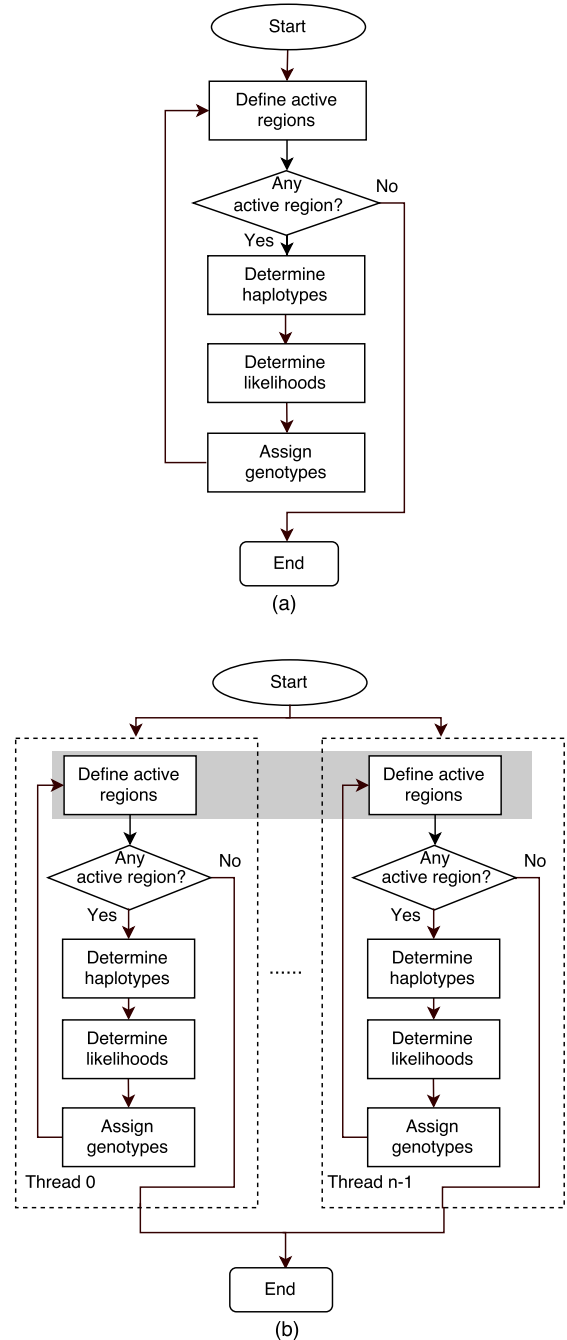 Start
Define active
regions
Any
active region?
No
Yes
Determine
haplotypes
Determine
likelihoods
Assign
genotypes
End
(a)
Start
Define active
regions
Any
active region?
No
Yes
Determine
haplotypes
Determine
likelihoods
Assign
genotypes
Thread 0
......
Define active
regions
Any
active region?
No
Yes
Determine
haplotypes
Determine
likelihoods
Assign
genotypes
Thread n-1
End
(b)